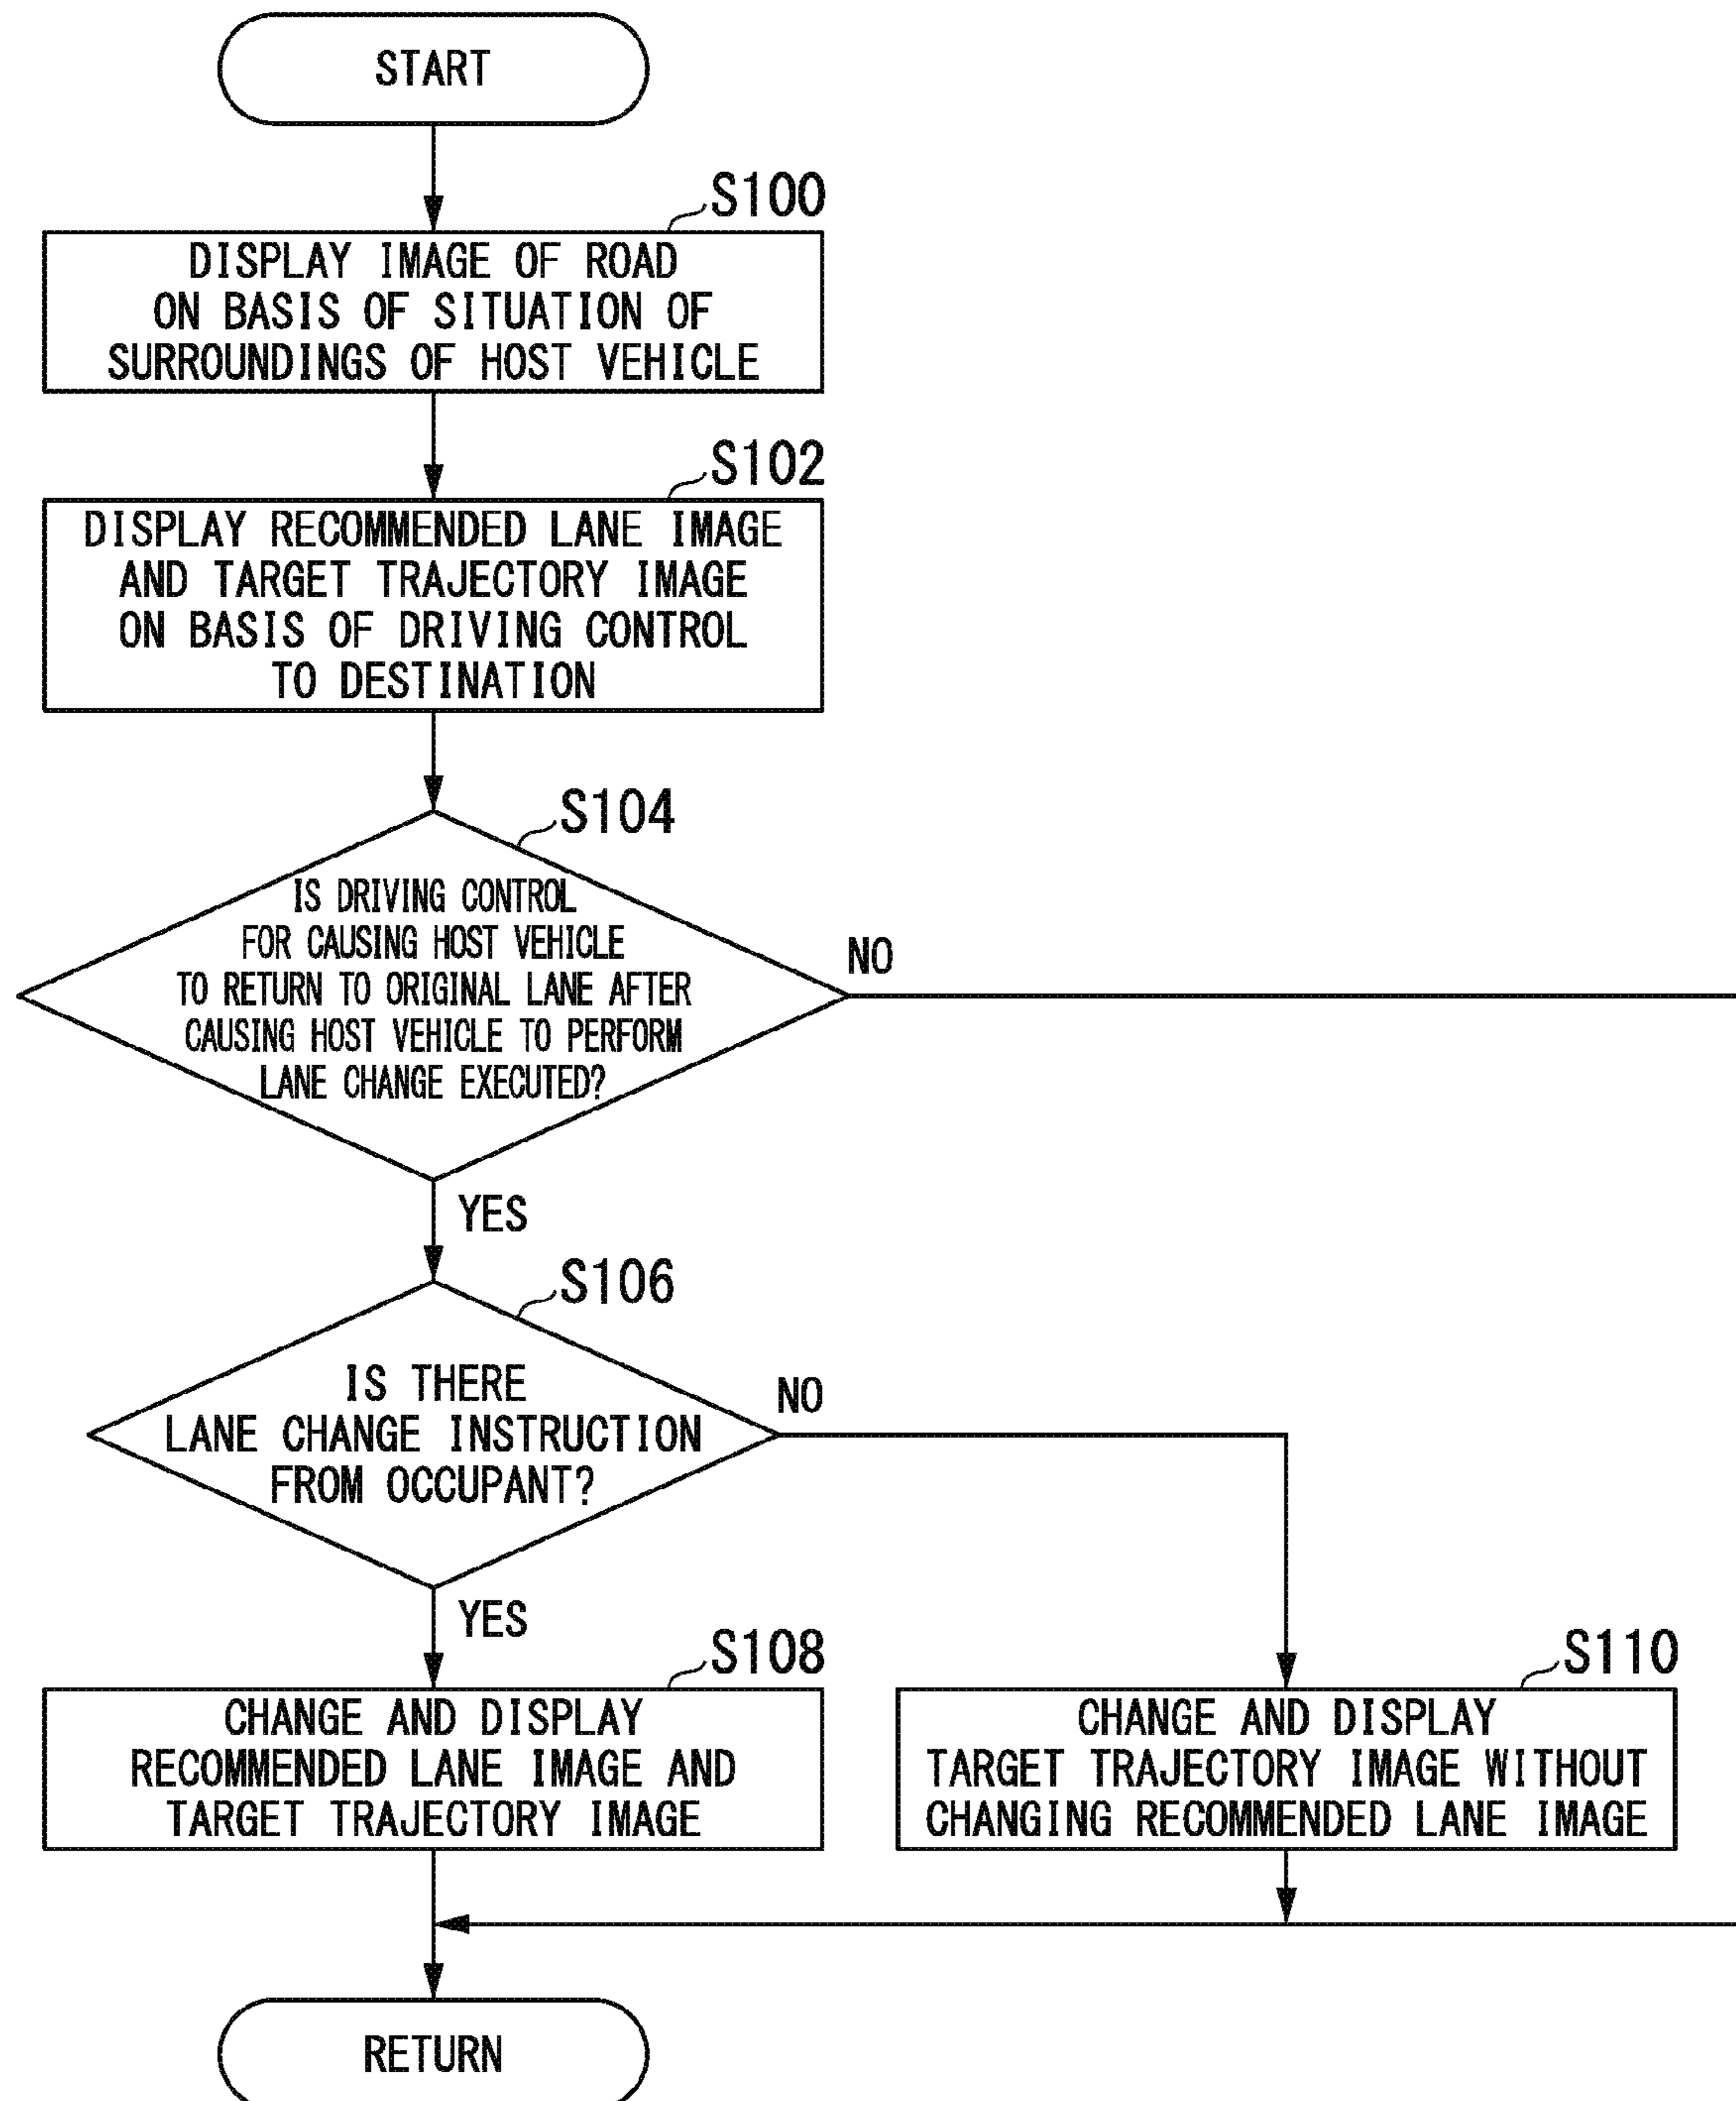 START
S100
DISPLAY IMAGE OF ROAD
ON BASIS OF SITUATION OF
SURROUNDINGS OF HOST VEHICLE
S102
DISPLAY RECOMMENDED LANE IMAGE
AND TARGET TRAJECTORY IMAGE
ON BASIS OF DRIVING CONTROL
TO DESTINATION
S104
IS DRIVING CONTROL
FOR CAUSING HOST VEHICLE
TO RETURN TO ORIGINAL LANE AFTER
CAUSING HOST VEHICLE TO PERFORM
LANE CHANGE EXECUTED?
NO
YES
S106
IS THERE
LANE CHANGE INSTRUCTION
FROM OCCUPANT?
NO
YES
S108
CHANGE AND DISPLAY
RECOMMENDED LANE IMAGE AND
TARGET TRAJECTORY IMAGE
S110
CHANGE AND DISPLAY
TARGET TRAJECTORY IMAGE WITHOUT
CHANGING RECOMMENDED LANE IMAGE
RETURN